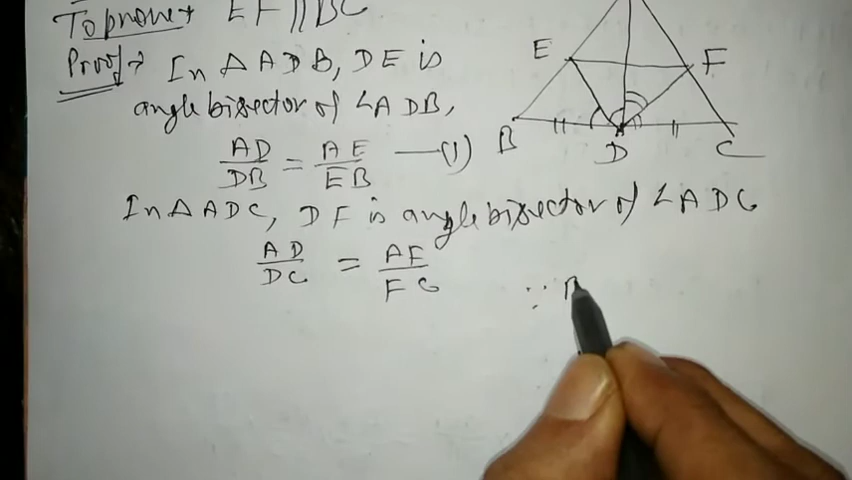 To prove → EF || BC
Proof → In Δ ADB, DE is
angle bisector of ∠ADB,
AD/DB = AE/EB —(1)
In Δ ADC, DF is angle bisector of ∠ADC
AD/DC = AF/FC
∵
E
F
B
D
C